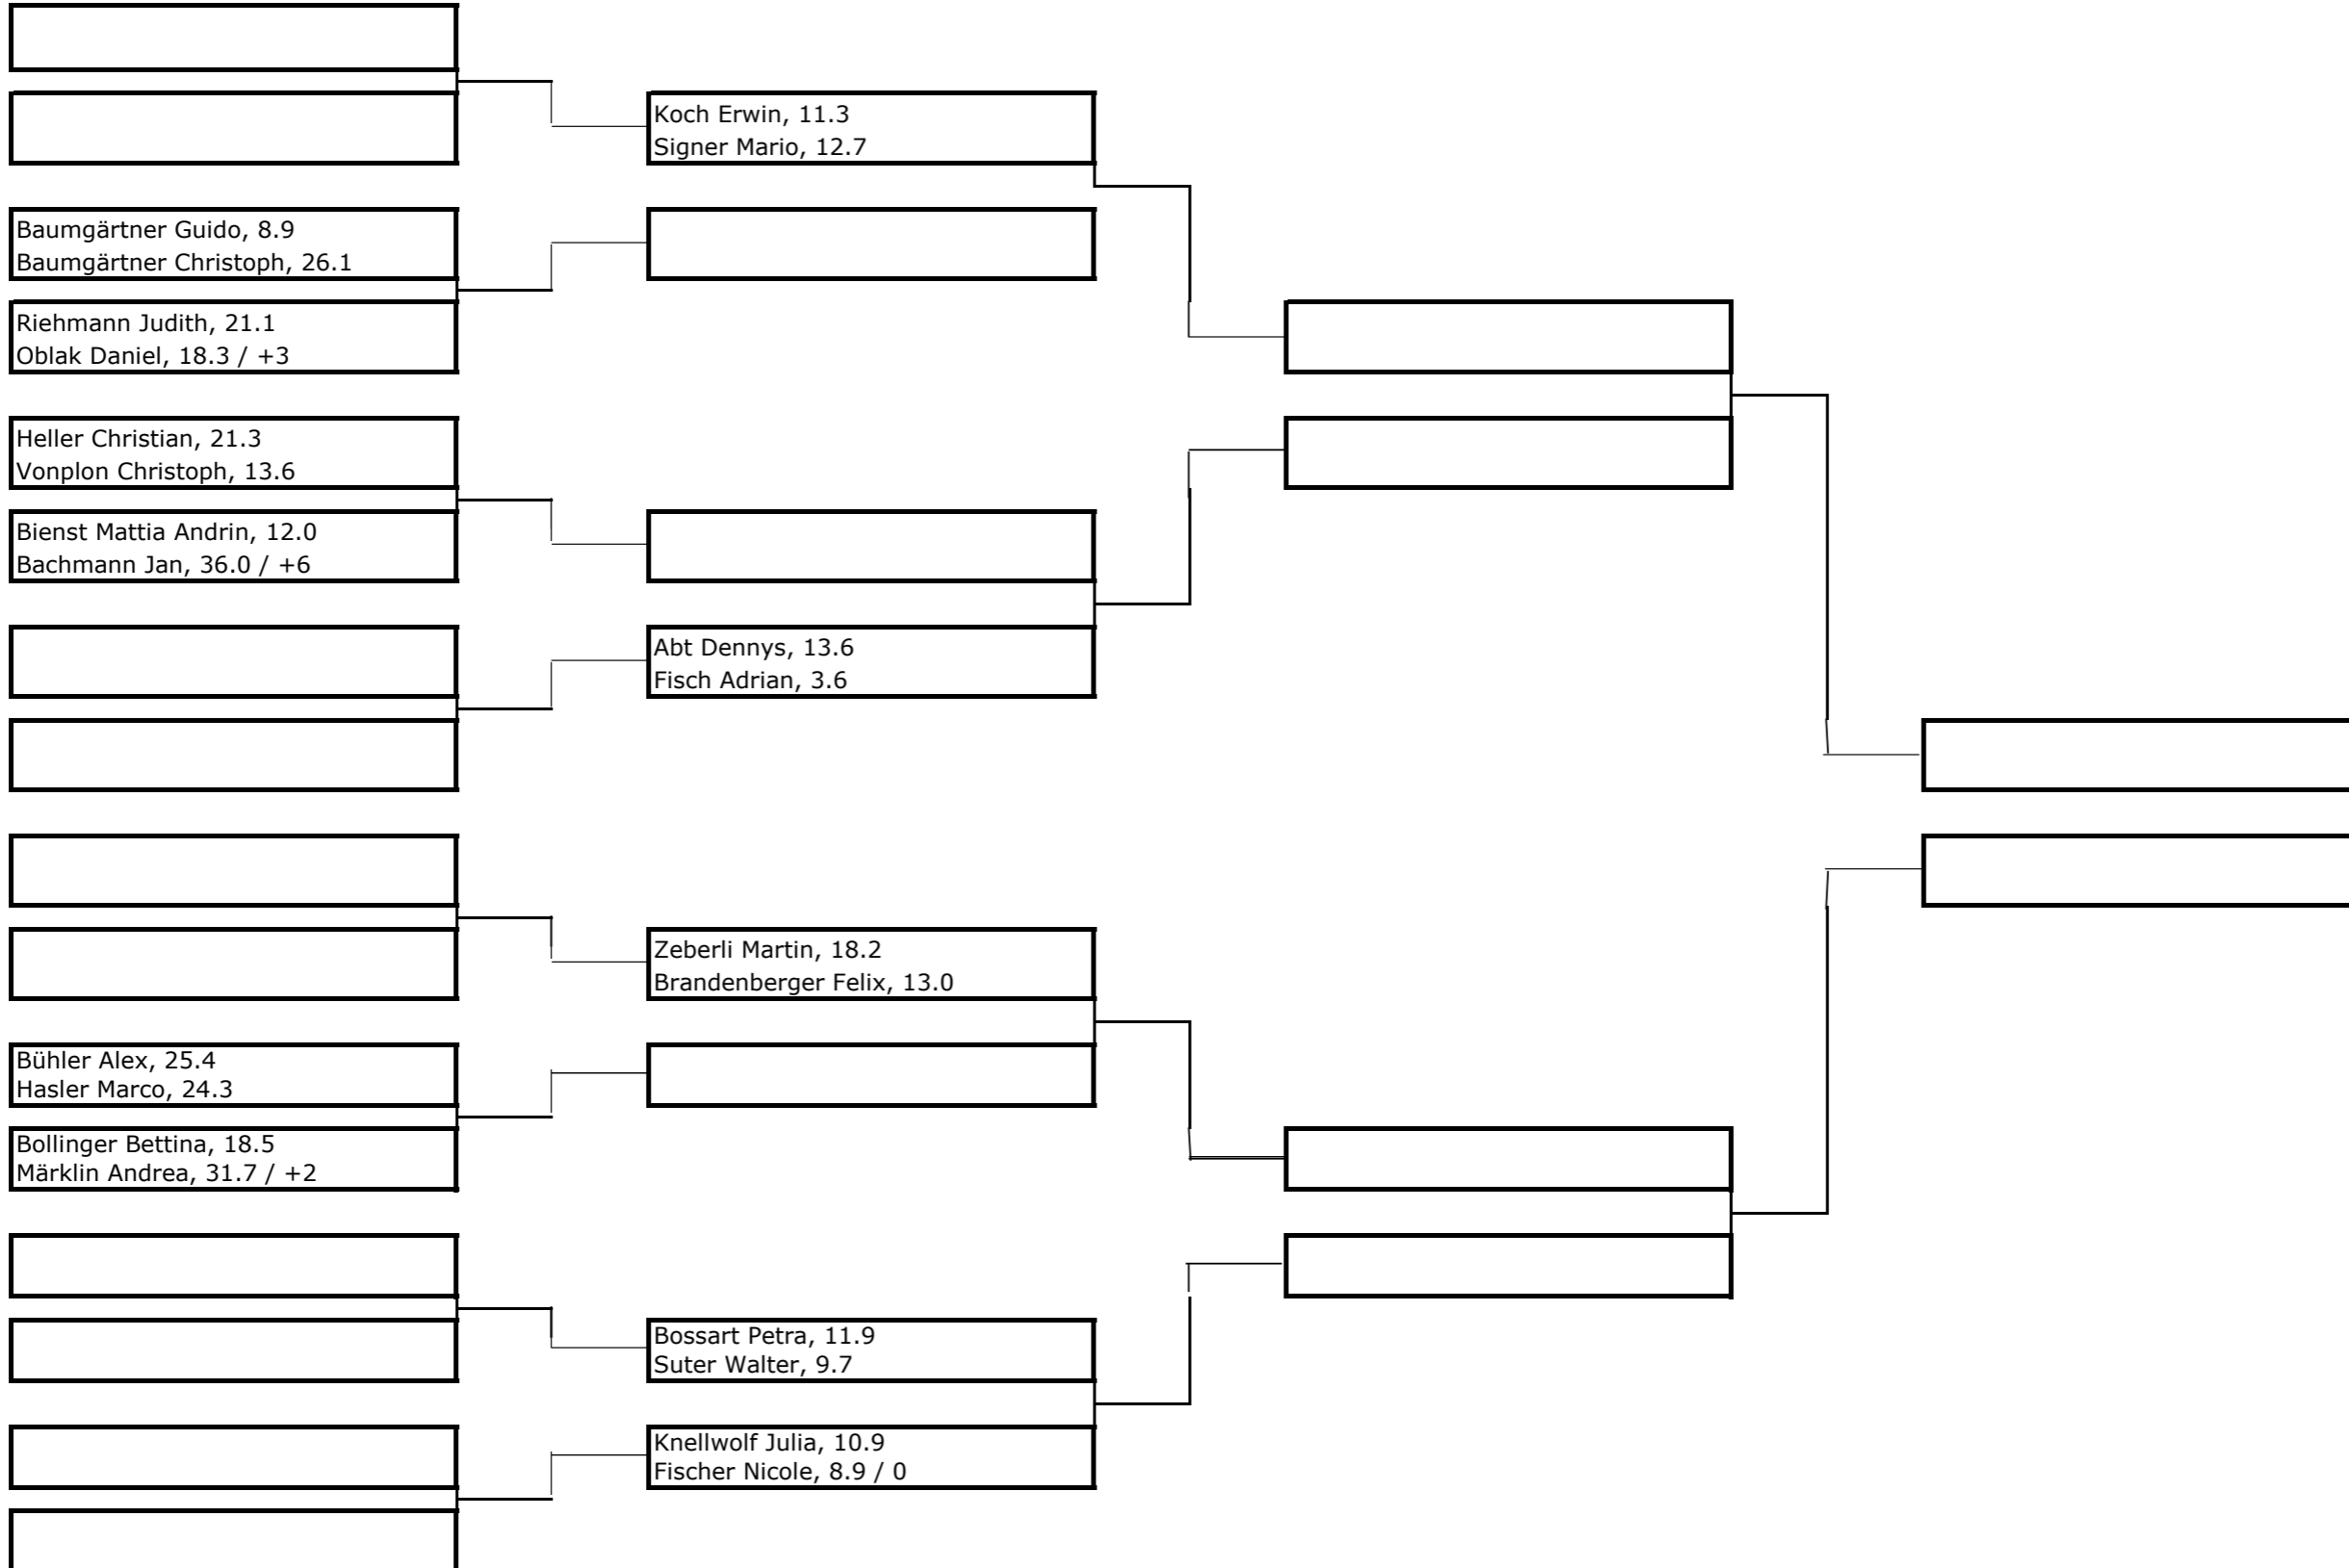 Koch Erwin, 11.3
Signer Mario, 12.7
Baumgärtner Guido, 8.9
Baumgärtner Christoph, 26.1
Riehmann Judith, 21.1
Oblak Daniel, 18.3 / +3
Heller Christian, 21.3
Vonplon Christoph, 13.6
Bienst Mattia Andrin, 12.0
Bachmann Jan, 36.0 / +6
Abt Dennys, 13.6
Fisch Adrian, 3.6
Zeberli Martin, 18.2
Brandenberger Felix, 13.0
Bühler Alex, 25.4
Hasler Marco, 24.3
Bollinger Bettina, 18.5
Märklin Andrea, 31.7 / +2
Bossart Petra, 11.9
Suter Walter, 9.7
Knellwolf Julia, 10.9
Fischer Nicole, 8.9 / 0